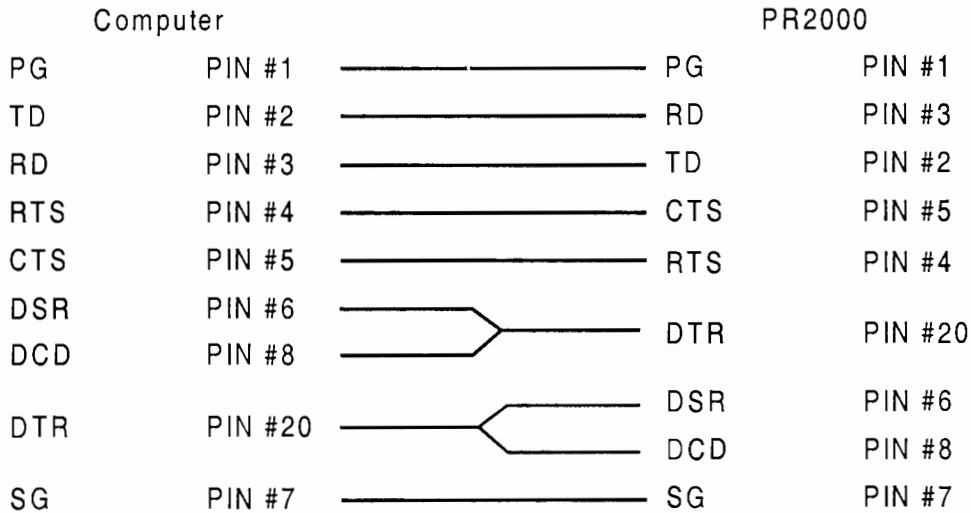 Computer PR2000
PG PIN #1 PG PIN #1
TD PIN #2 RD PIN #3
RD PIN #3 TD PIN #2
RTS PIN #4 CTS PIN #5
CTS PIN #5 RTS PIN #4
DSR PIN #6
DTR PIN #20
DCD PIN #8
DSR PIN #6
DTR PIN #20
DCD PIN #8
SG PIN #7 SG PIN #7